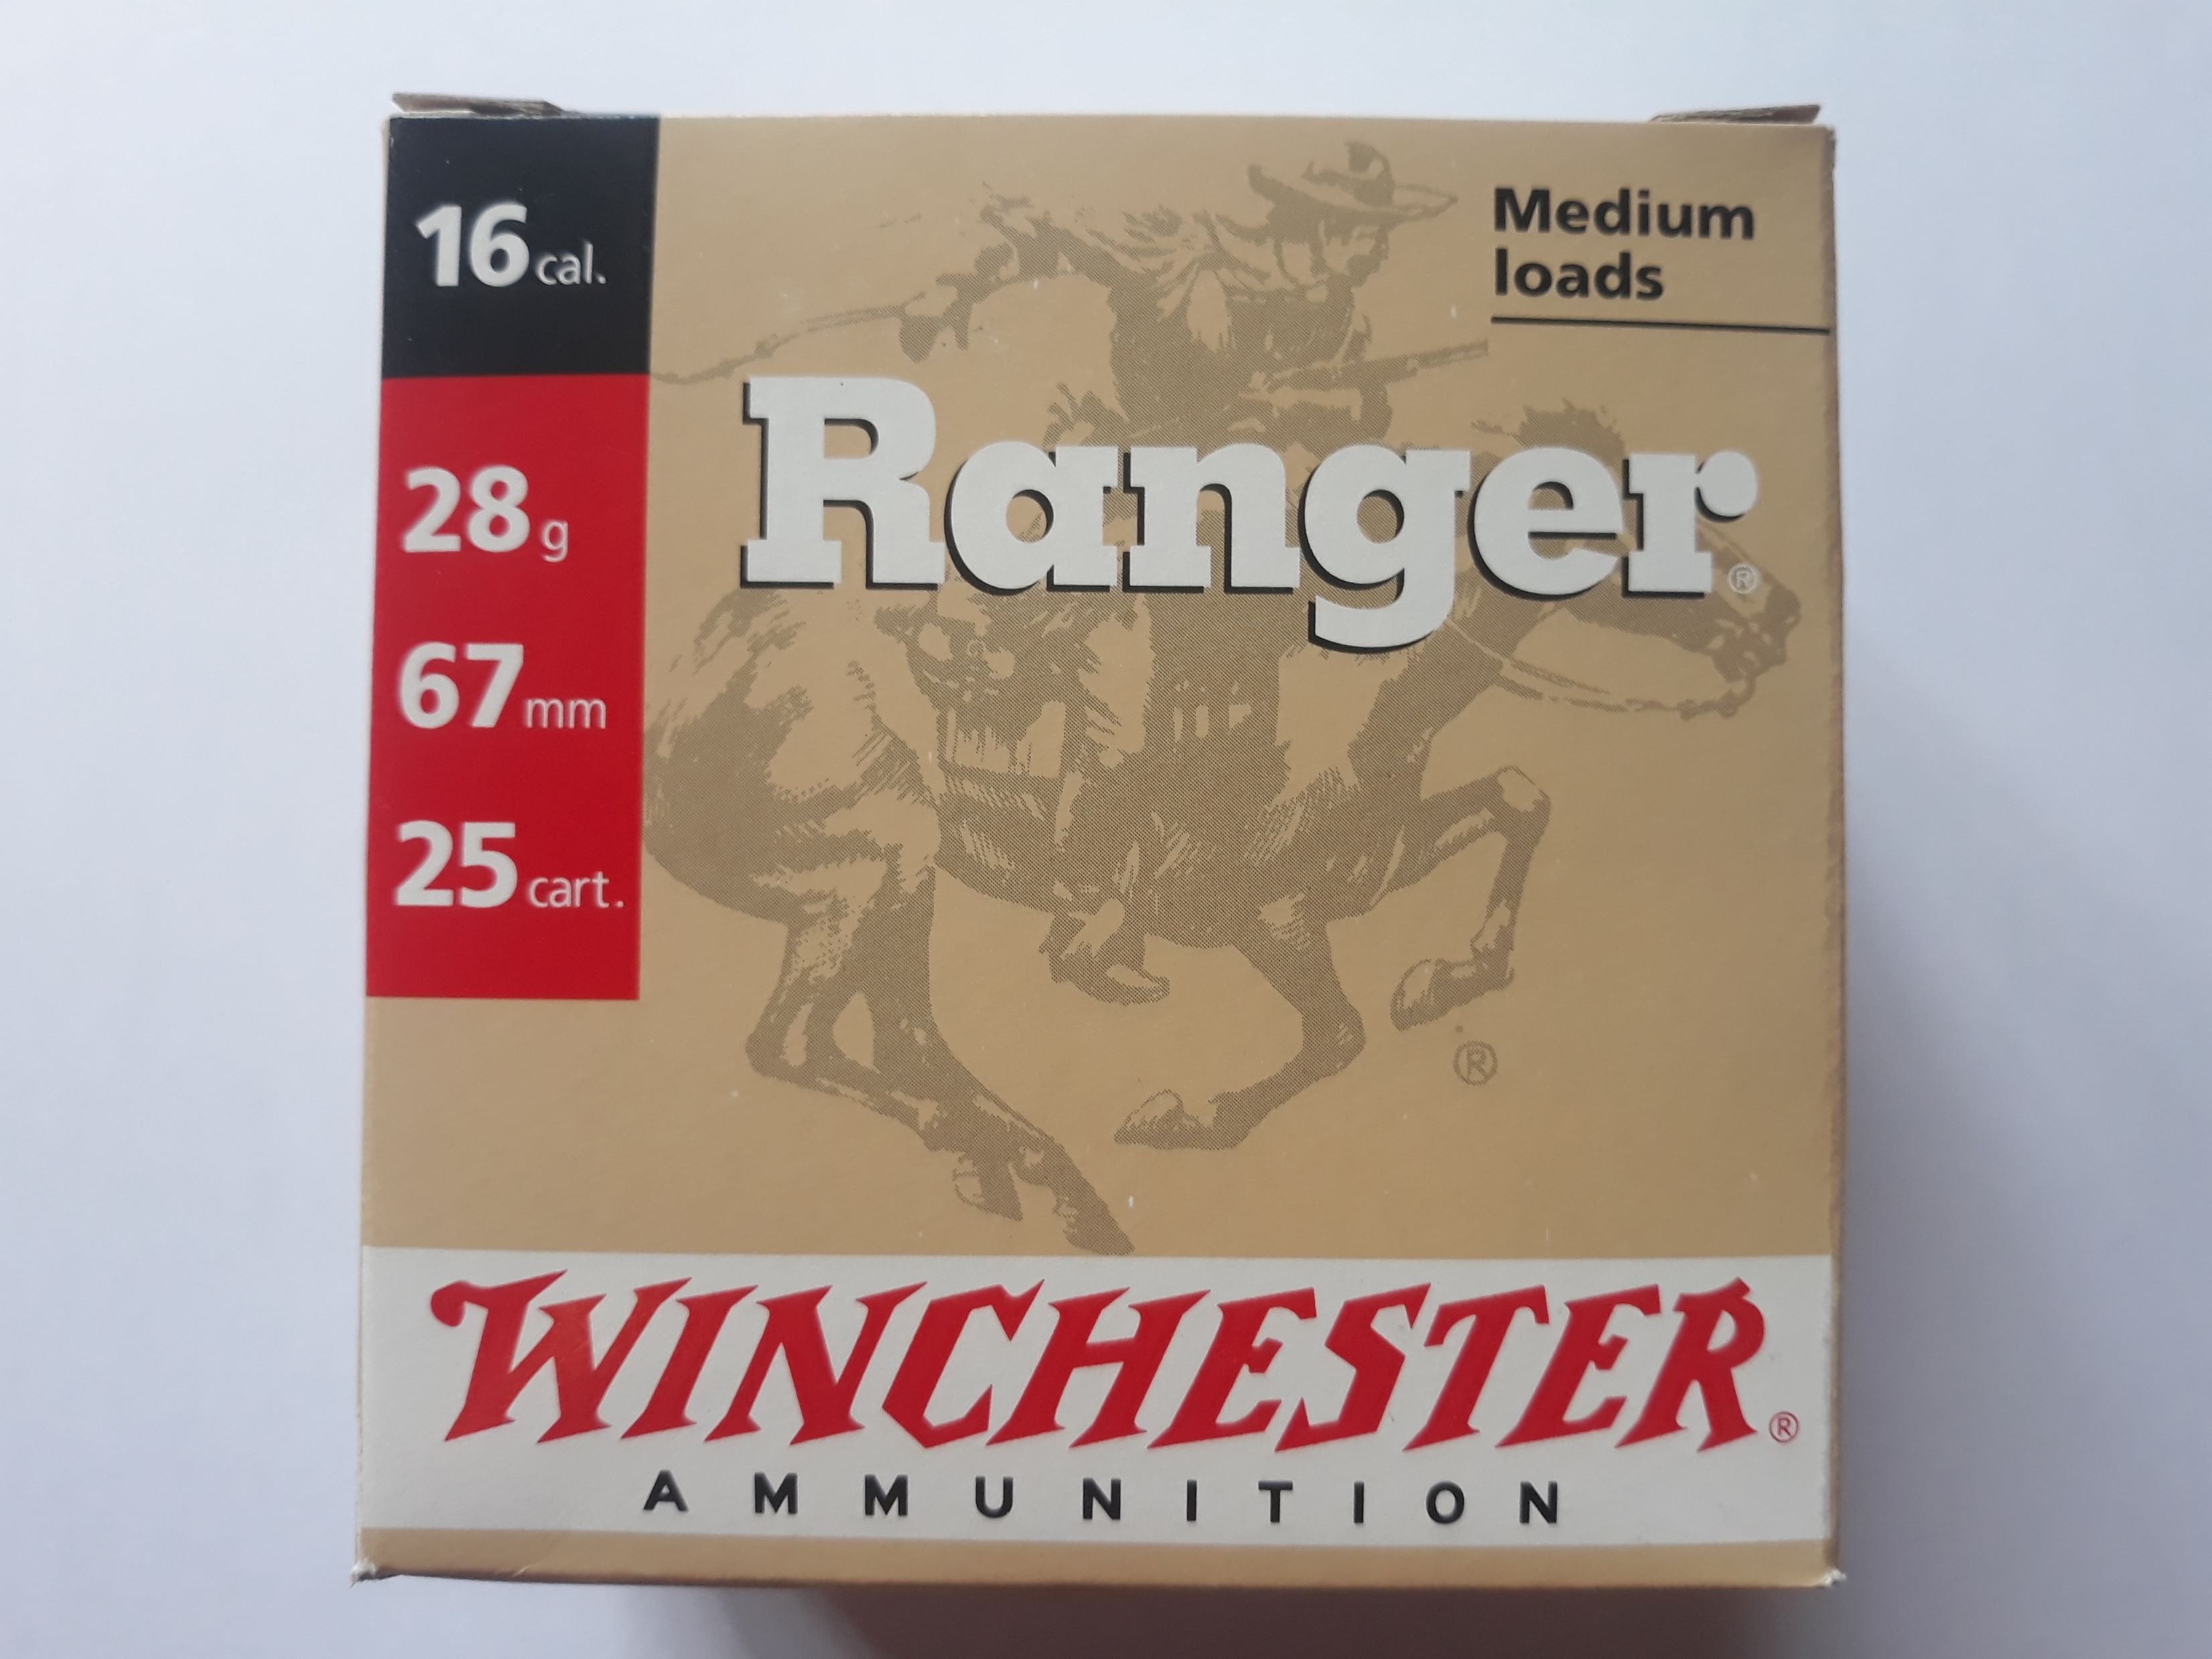 16 cal.
28 g
67 mm
25 cart.
Medium
loads
Ranger®
®
WINCHESTER®
AMMUNITION